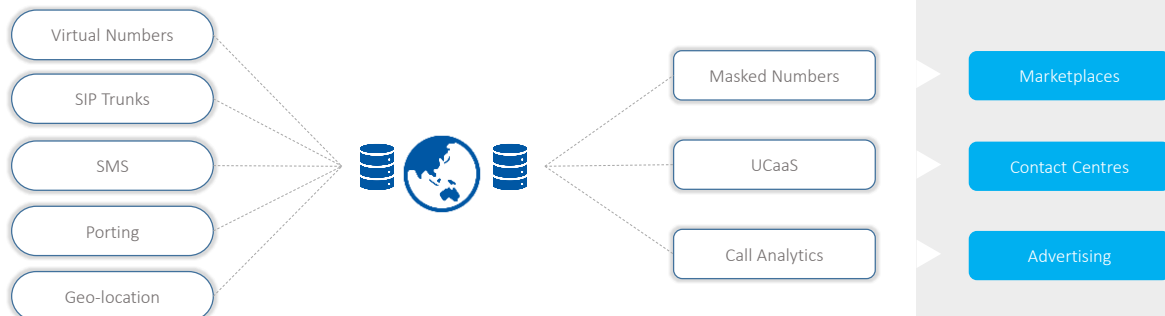 Virtual Numbers
SIP Trunks
SMS
Porting
Geo-location
Masked Numbers
UCaaS
Call Analytics
Marketplaces
Contact Centres
Advertising